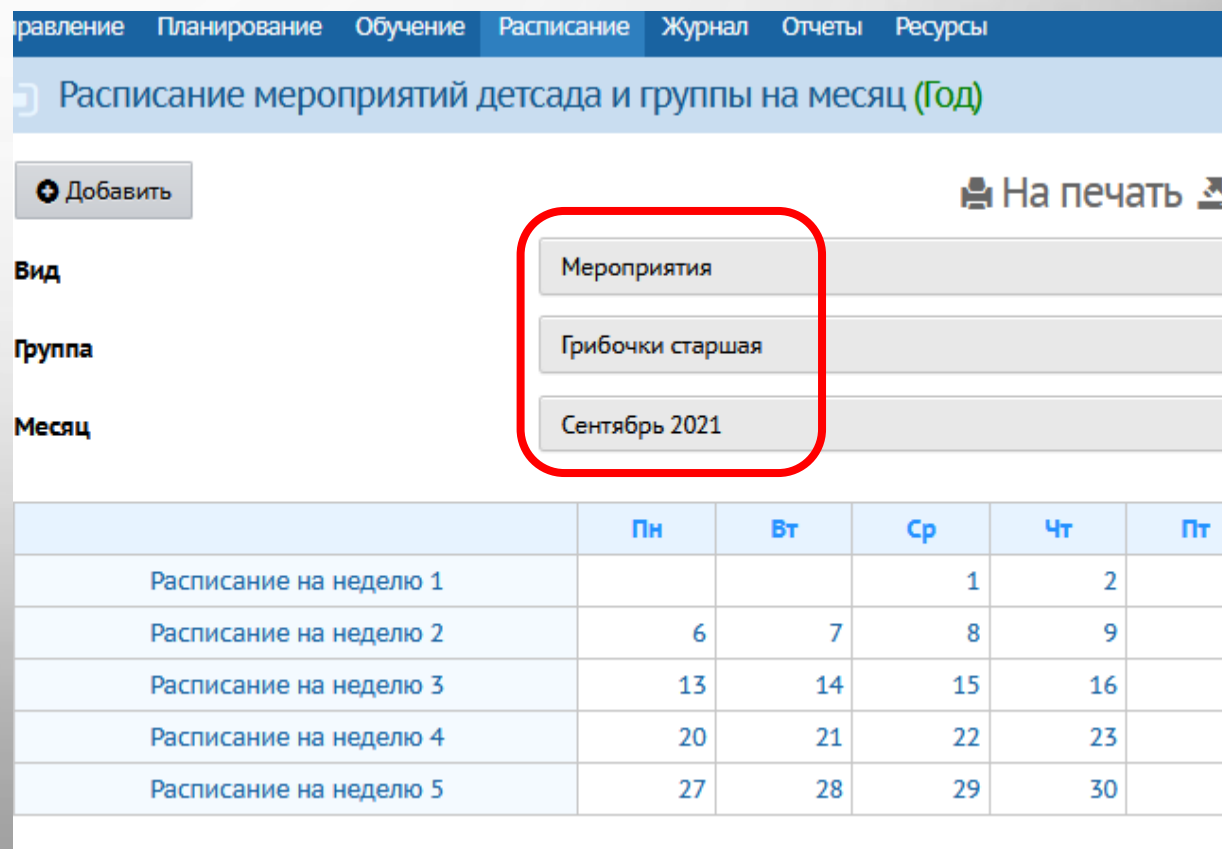 правление Планирование Обучение Расписание Журнал Отчеты Ресурсы
Расписание мероприятий детсада и группы на месяц (Год)
Добавить На печать
Вид Мероприятия
Группа Грибочки старшая
Месяц Сентябрь 2021
Пн Вт Ср Чт Пт
Расписание на неделю 1 1 2
Расписание на неделю 2 6 7 8 9
Расписание на неделю 3 13 14 15 16
Расписание на неделю 4 20 21 22 23
Расписание на неделю 5 27 28 29 30